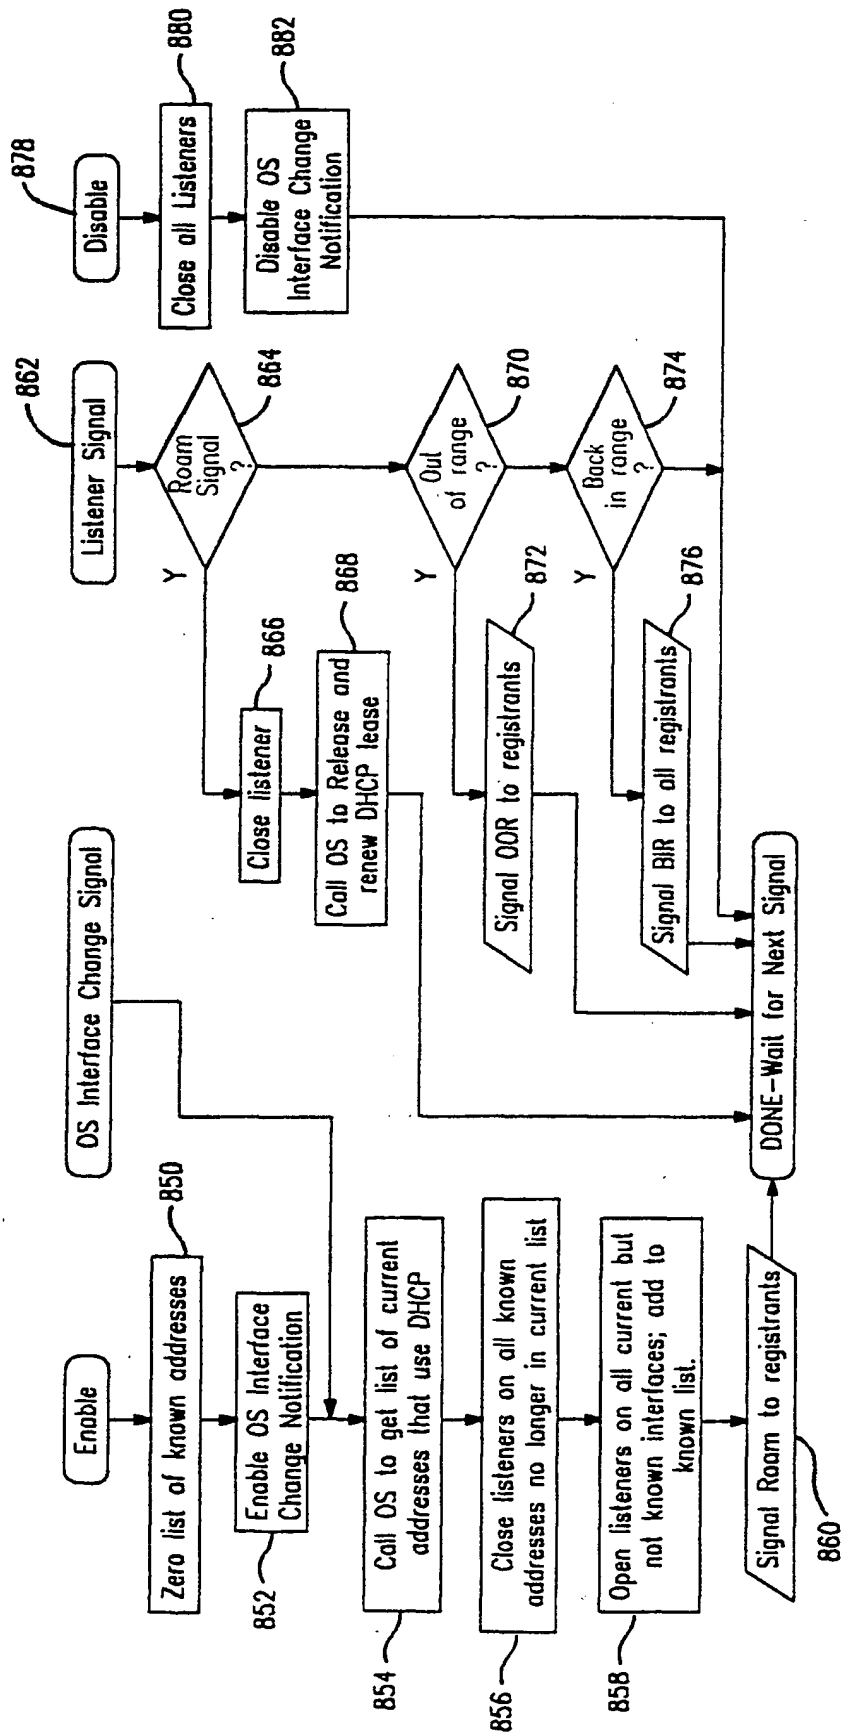 Enable
850
Zero list of known addresses
852
Enable OS Interface
Change Notification
854
Call OS to get list of current
addresses that use DHCP
856
Close listeners on all known
addresses no longer in current list
858
Open listeners on all current but
not known interfaces; add to
known list.
Signal Roam to registrants
860
OS Interface Change Signal
Listener Signal
862
Roam
Signal
?
864
Y
Close listener
866
Call OS to Release and
renew DHCP lease
868
Out
of range
?
870
Y
Signal OOR to registrants
872
Back
in range
?
874
Y
Signal BIR to all registrants
876
DONE-Wait for Next Signal
Disable
878
Close all Listeners
880
Disable OS
Interface Change
Notification
882